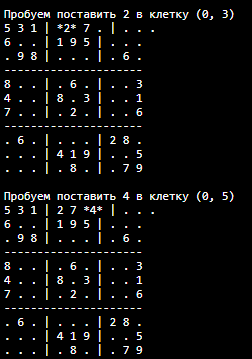 Пробуем поставить 2 в клетку (0, 3)
5 3 1 | *2* 7 . | . . .
6 . . | 1 9 5 | . . .
. 9 8 | . . . | . 6 .
---------------------
8 . . | . 6 . | . . 3
4 . . | 8 . 3 | . . 1
7 . . | . 2 . | . . 6
---------------------
. 6 . | . . . | 2 8 .
. . . | 4 1 9 | . . 5
. . . | . 8 . | . 7 9
Пробуем поставить 4 в клетку (0, 5)
5 3 1 | 2 7 *4* | . . .
6 . . | 1 9 5 | . . .
. 9 8 | . . . | . 6 .
---------------------
8 . . | . 6 . | . . 3
4 . . | 8 . 3 | . . 1
7 . . | . 2 . | . . 6
---------------------
. 6 . | . . . | 2 8 .
. . . | 4 1 9 | . . 5
. . . | . 8 . | . 7 9